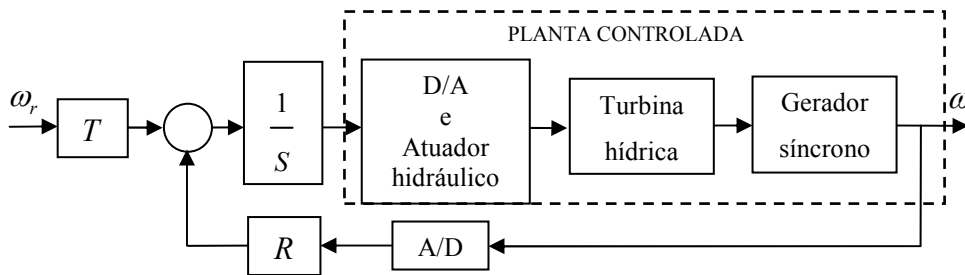 PLANTA CONTROLADA
ω_r
T
1
S
D/A
e
Atuador
hidráulico
Turbina
hídrica
Gerador
síncrono
ω
R
A/D